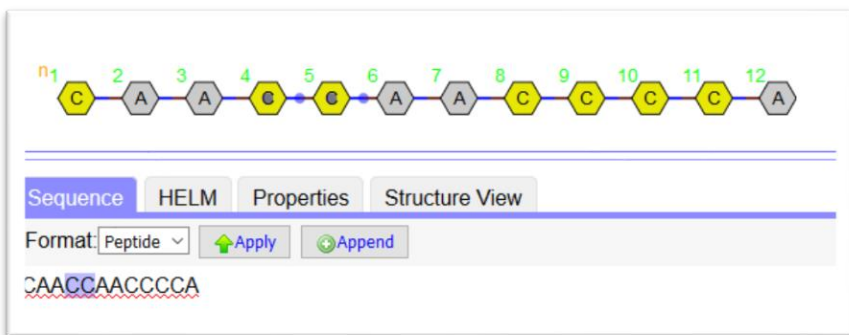 n 1 2 3 4 5 6 7 8 9 10 11 12
C A A C C A A C C C C A
Sequence HELM Properties Structure View
Format: Peptide Apply Append
CAACCAACCCCA